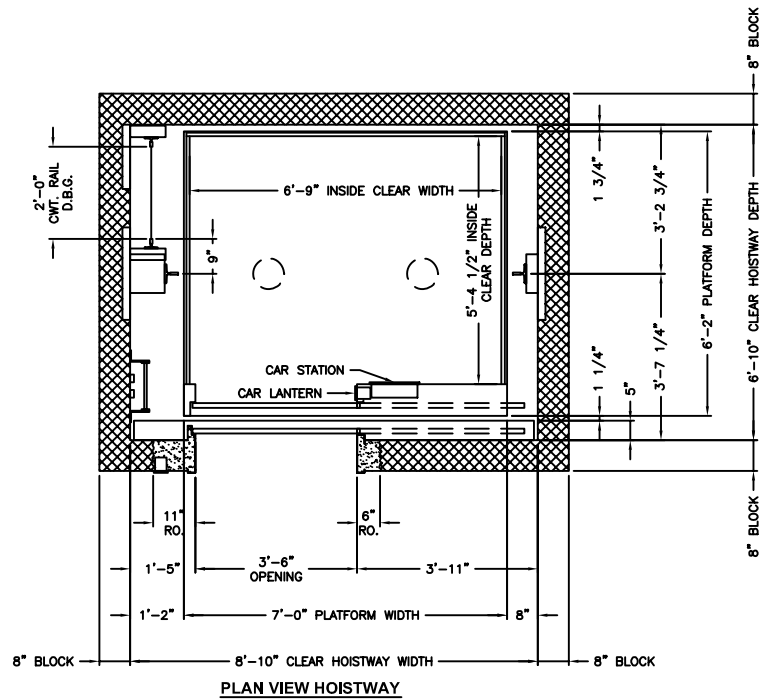 8" BLOCK
2'-0"
CWT. RAIL
D.B.G.
9"
6'-9" INSIDE CLEAR WIDTH
5'-4 1/2" INSIDE
CLEAR DEPTH
1 3/4"
3'-2 3/4"
6'-2" PLATFORM DEPTH
6'-10" CLEAR HOISTWAY DEPTH
CAR STATION
CAR LANTERN
1 1/4"
3'-7 1/4"
5"
8" BLOCK
11"
RO.
6"
RO.
1'-5"
3'-6"
OPENING
3'-11"
1'-2"
7'-0" PLATFORM WIDTH
8"
8" BLOCK
8'-10" CLEAR HOISTWAY WIDTH
8" BLOCK
PLAN VIEW HOISTWAY